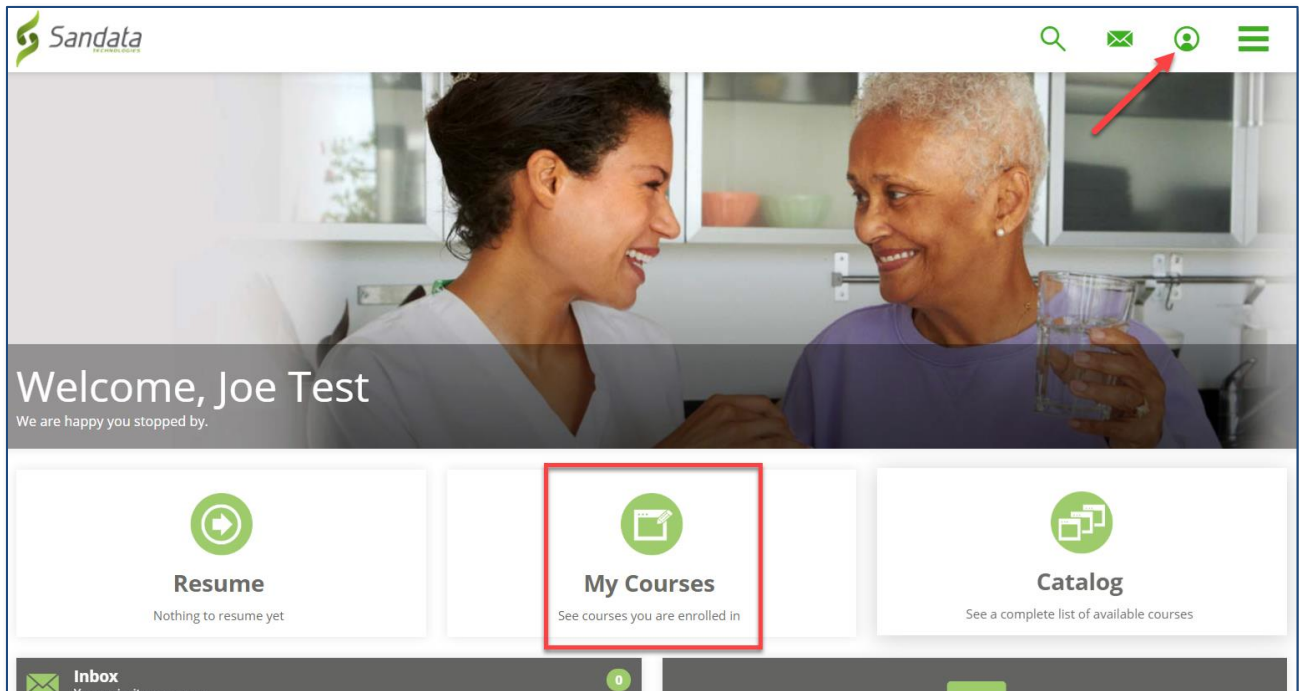 Sandata
TECHNOLOGIES
Welcome, Joe Test
We are happy you stopped by.
Resume
Nothing to resume yet
My Courses
See courses you are enrolled in
Catalog
See a complete list of available courses
Inbox
0